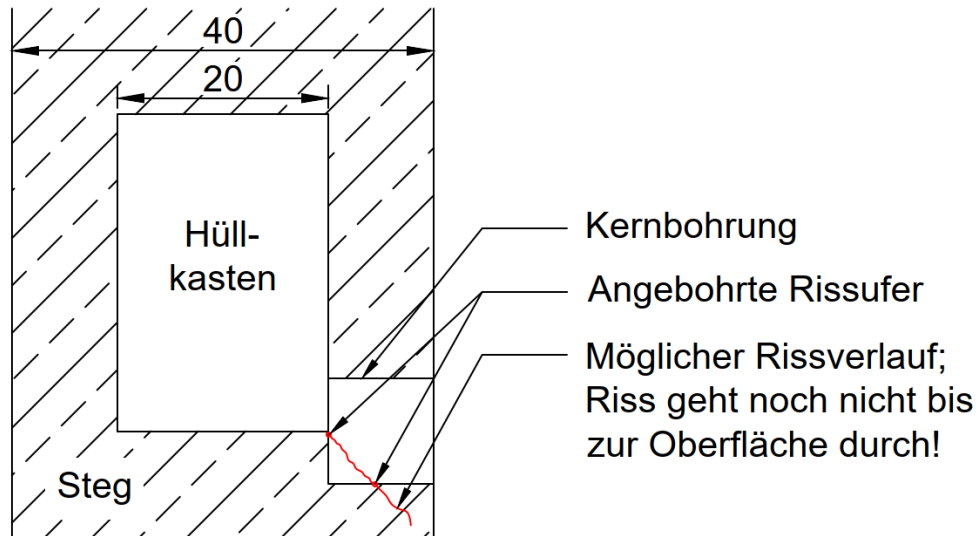 40
20
Hüll-
kasten
Kernbohrung
Angebohrte Rissufer
Möglicher Rissverlauf;
Riss geht noch nicht bis
zur Oberfläche durch!
Steg